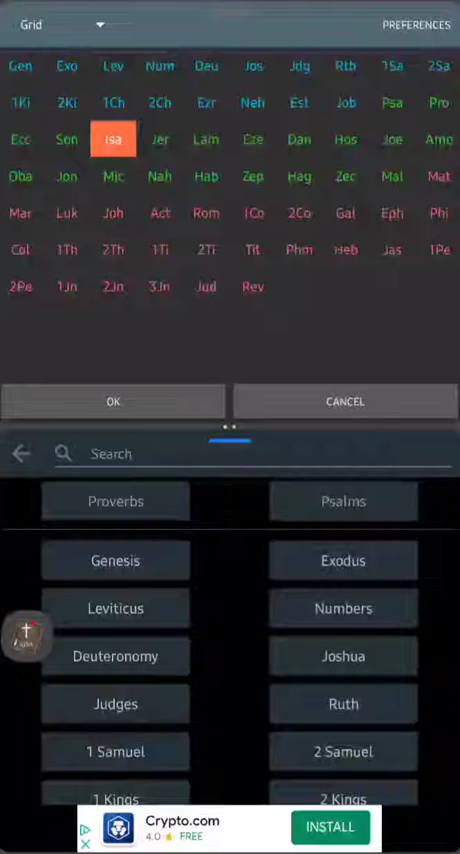 Grid PREFERENCES
Gen Exo Lev Num Deu Jos Jdg Rth 1Sa 2Sa
1Ki 2Ki 1Ch 2Ch Ezr Neh Est Job Psa Pro
Ecc Son Isa Jer Lam Eze Dan Hos Joe Amo
Oba Jon Mic Nah Hab Zep Hag Zec Mal Mat
Mar Luk Joh Act Rom 1Co 2Co Gal Eph Phi
Col 1Th 2Th 1Ti 2Ti Tit Phm Heb Jas 1Pe
2Pe 1Jn 2Jn 3Jn Jud Rev
OK CANCEL
Search
Proverbs Psalms
Genesis Exodus
Leviticus Numbers
Deuteronomy Joshua
Judges Ruth
1 Samuel 2 Samuel
1 Kings 2 Kings
Crypto.com
4.0 FREE
INSTALL